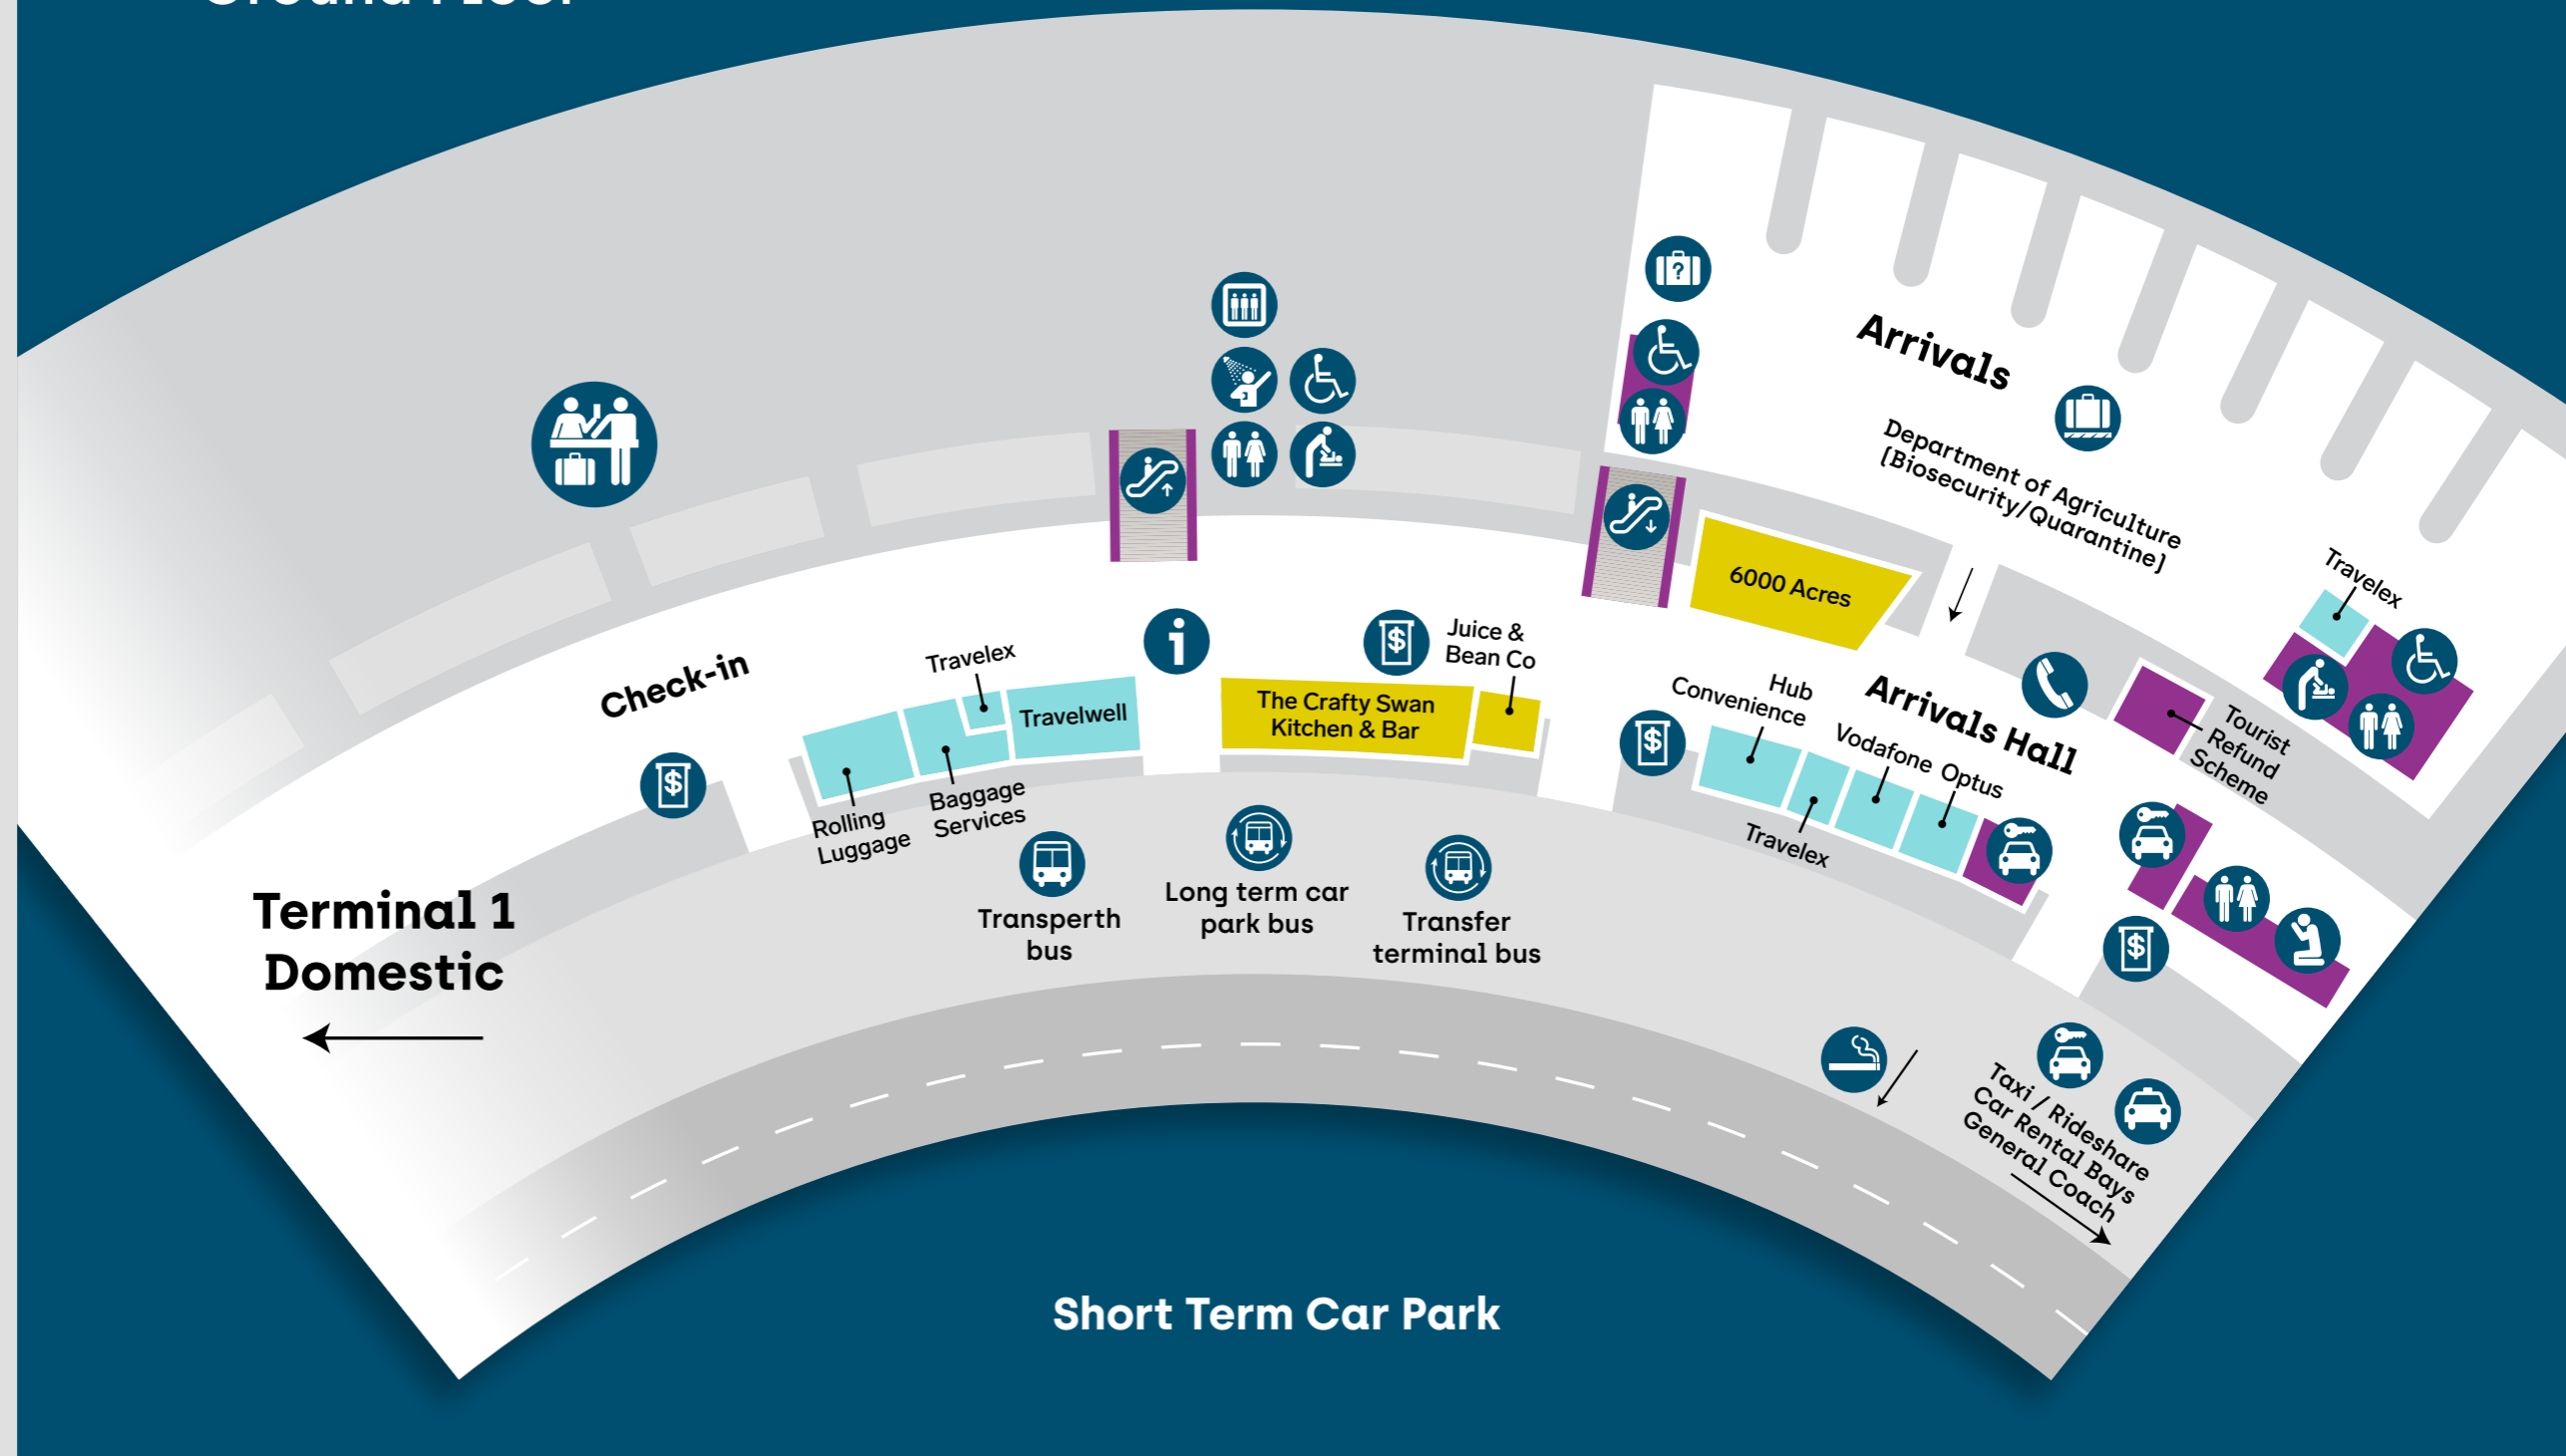 Ground Floor
Arrivals
Department of Agriculture
(Biosecurity/Quarantine)
Travelex
6000 Acres
Juice &
Bean Co
Travelex
Check-in
Travelwell
The Crafty Swan
Kitchen & Bar
Hub
Convenience
Arrivals Hall
Vodafone
Optus
Tourist
Refund
Scheme
Rolling
Luggage
Baggage
Services
Travelex
Terminal 1
Domestic
Transperth
bus
Long term car
park bus
Transfer
terminal bus
Taxi / Rideshare
Car Rental Bays
General Coach
Short Term Car Park